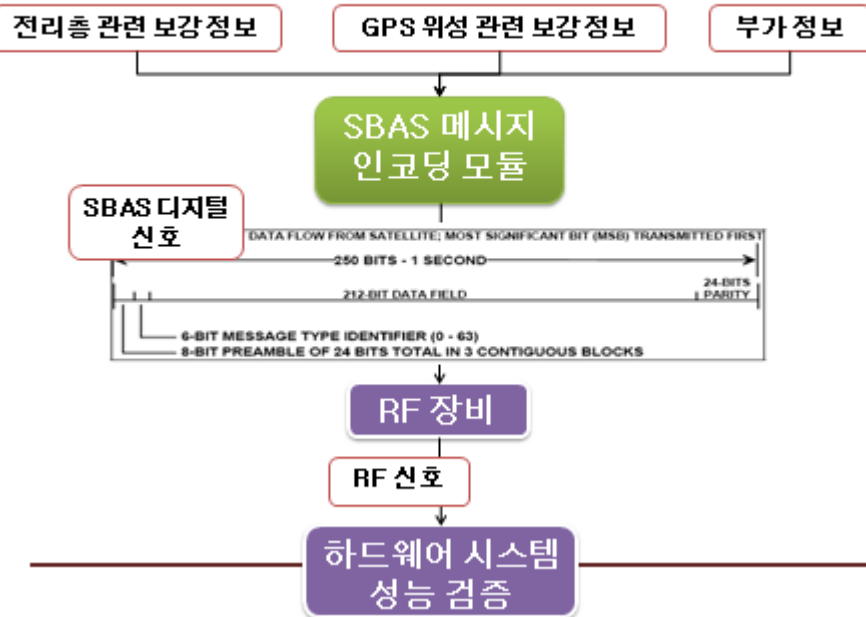 전리층 관련 보강정보
GPS 위성 관련 보강정보
부가 정보
SBAS 메시지
인코딩 모듈
SBAS 디지털
신호
DATA FLOW FROM SATELLITE; MOST SIGNIFICANT BIT (MSB) TRANSMITTED FIRST
250 BITS - 1 SECOND
24-BITS
212-BIT DATA FIELD
PARITY
6-BIT MESSAGE TYPE IDENTIFIER (0 - 63)
8-BIT PREAMBLE OF 24 BITS TOTAL IN 3 CONTIGUOUS BLOCKS
RF 장비
RF 신호
하드웨어 시스템
성능 검증